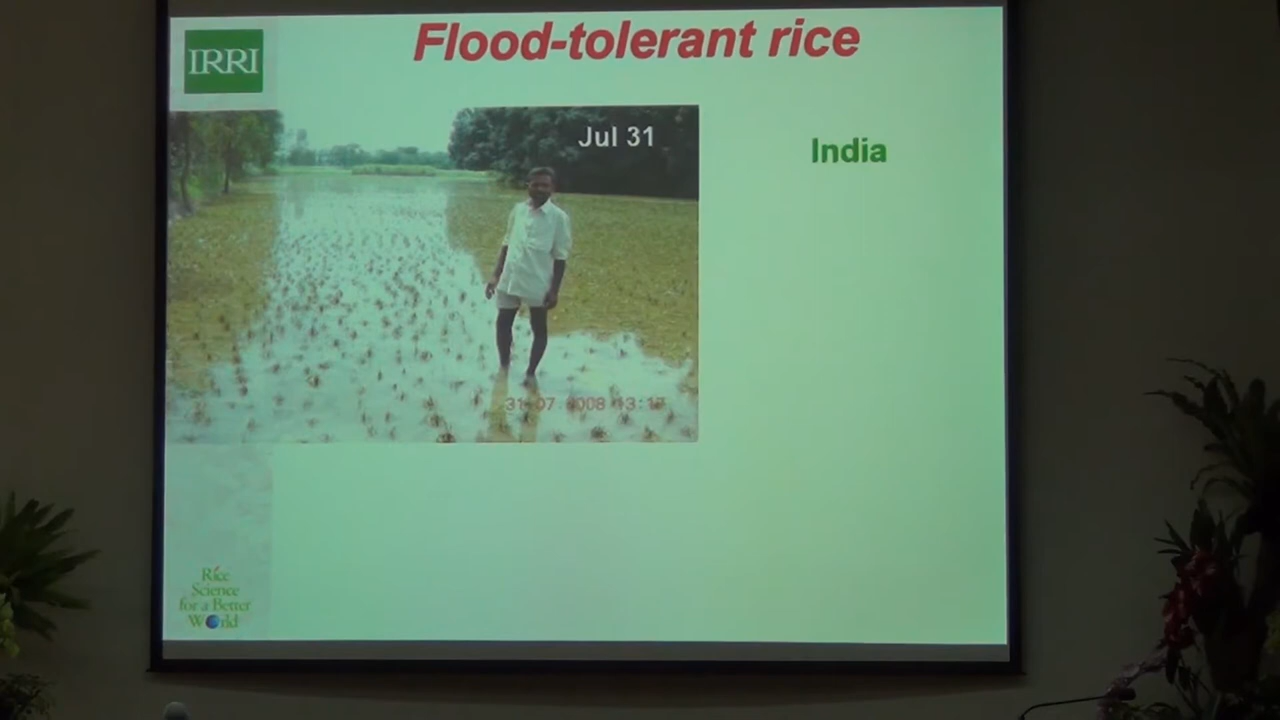 IRRI
Flood-tolerant rice
Jul 31
India
Rice
Science
for a Better
World